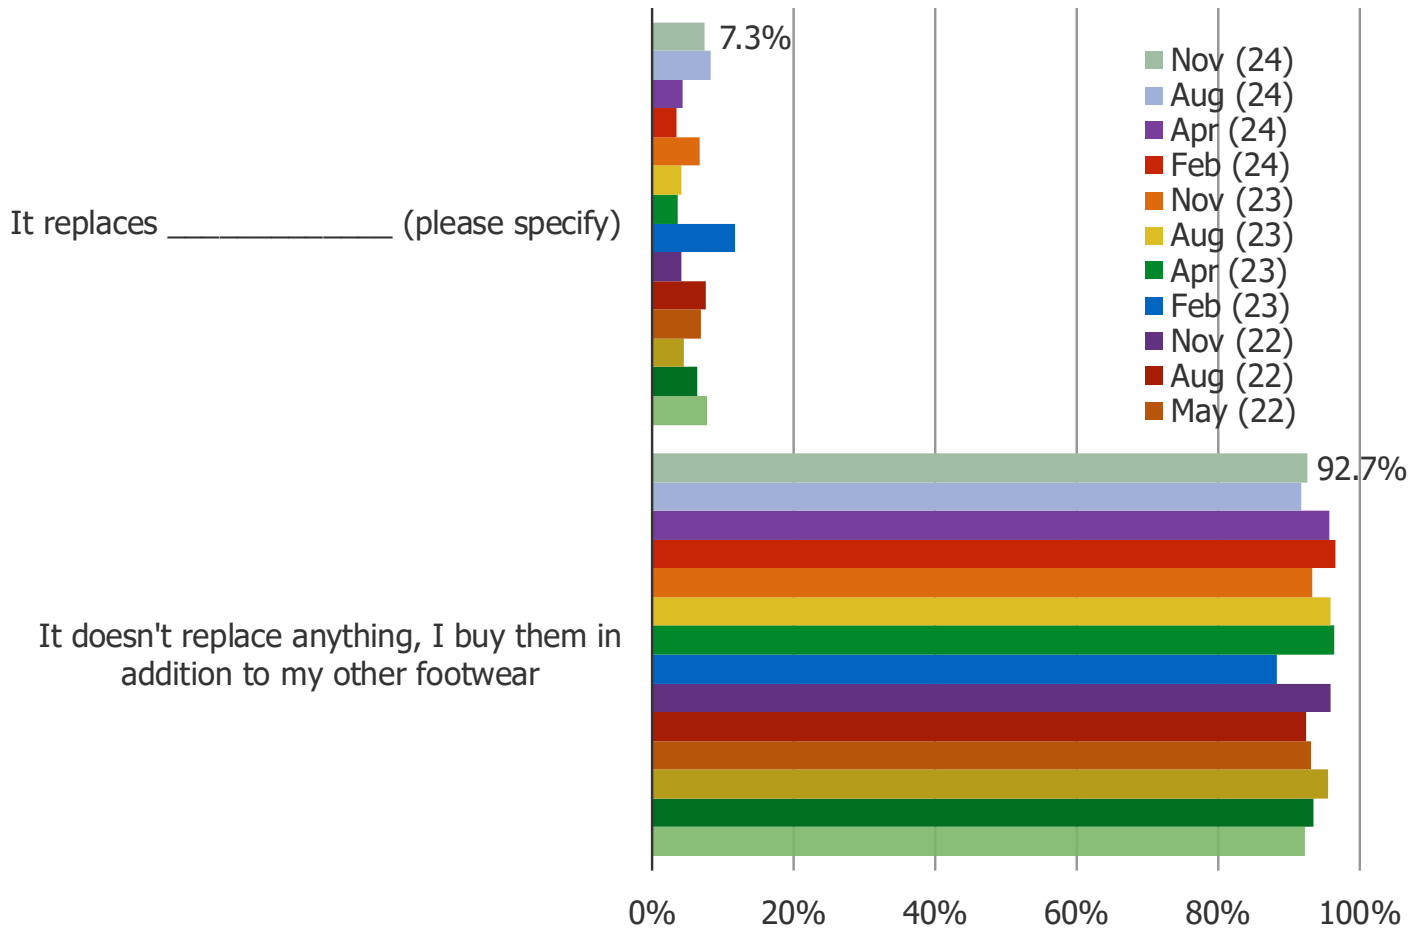 7.3%
Nov (24)
Aug (24)
Apr (24)
Feb (24)
Nov (23)
Aug (23)
Apr (23)
Feb (23)
Nov (22)
Aug (22)
May (22)
It replaces _____________ (please specify)
92.7%
It doesn't replace anything, I buy them in
addition to my other footwear
0% 20% 40% 60% 80% 100%